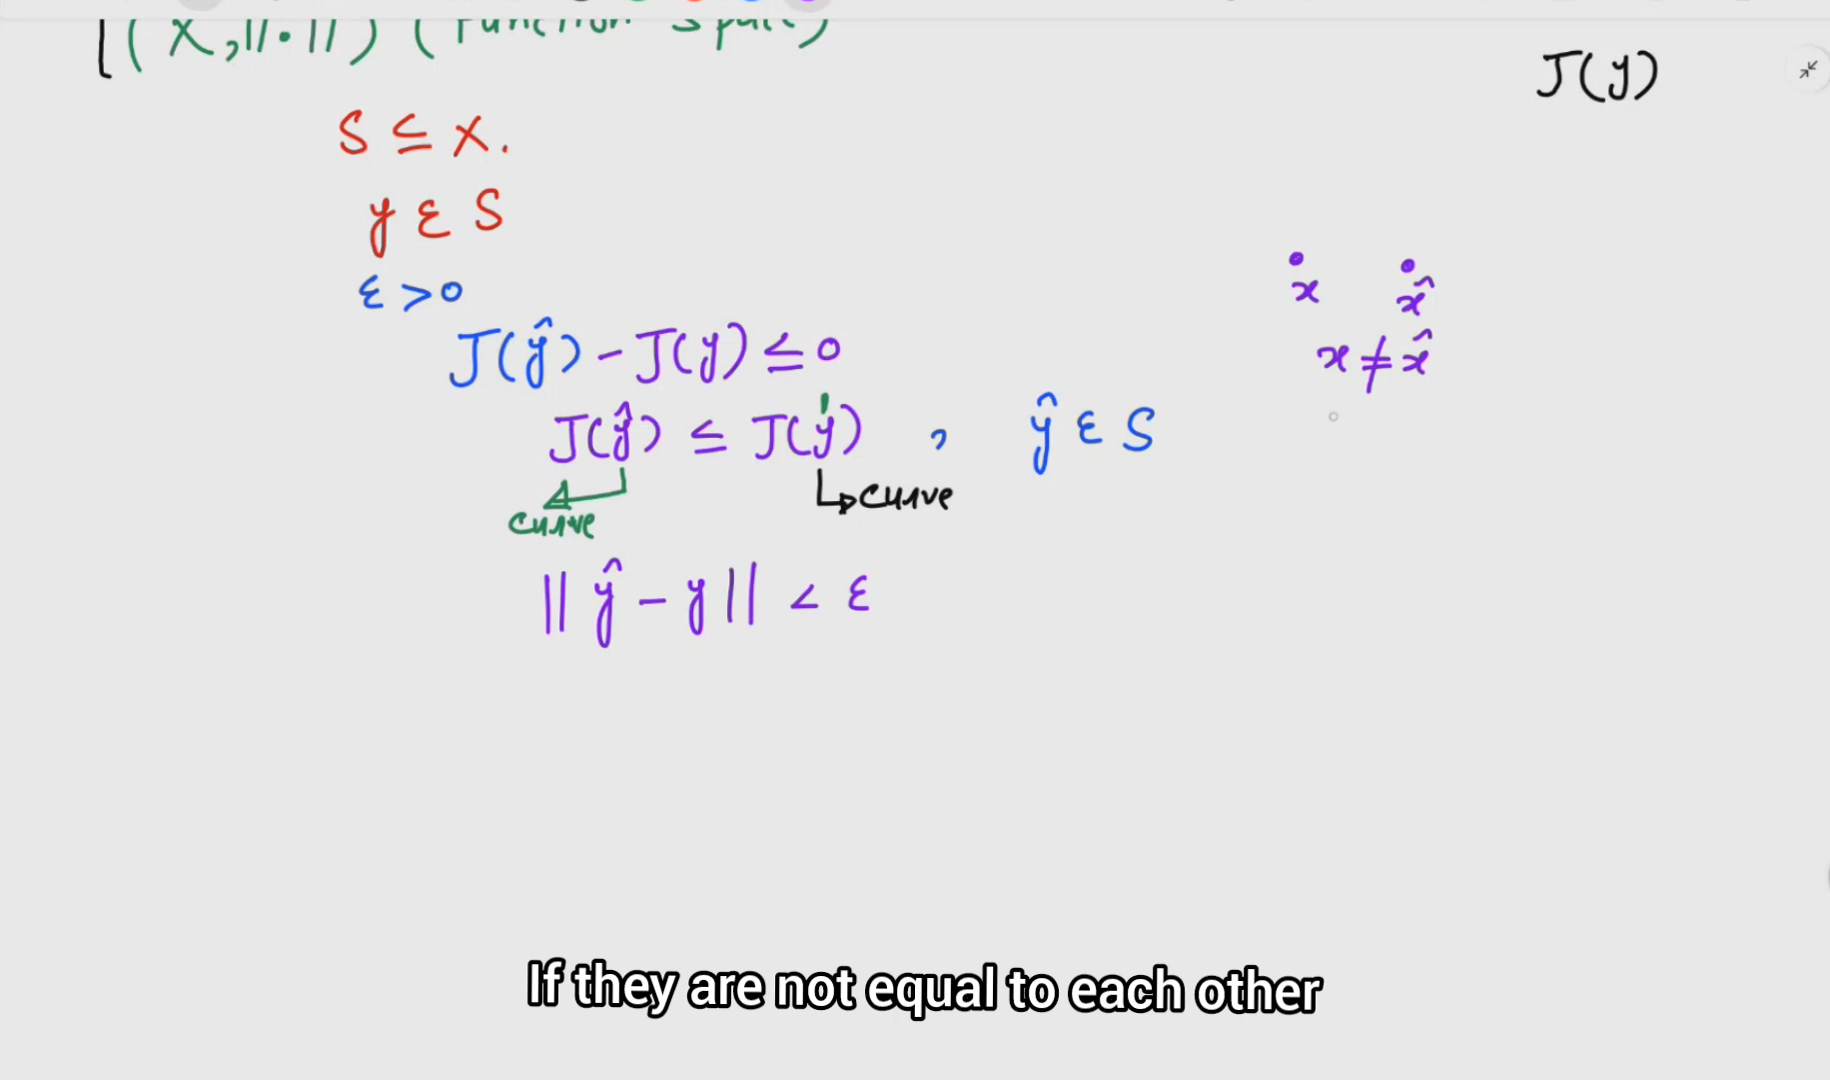 (X, ||·||) (Function Space)
J(y)
S ⊆ X.
y ε S
ε > 0
x x̂
J(ŷ) - J(y) ≤ 0
x ≠ x̂
J(ŷ) ≤ J(y) , ŷ ε S
curve
curve
|| ŷ - y || < ε
If they are not equal to each other